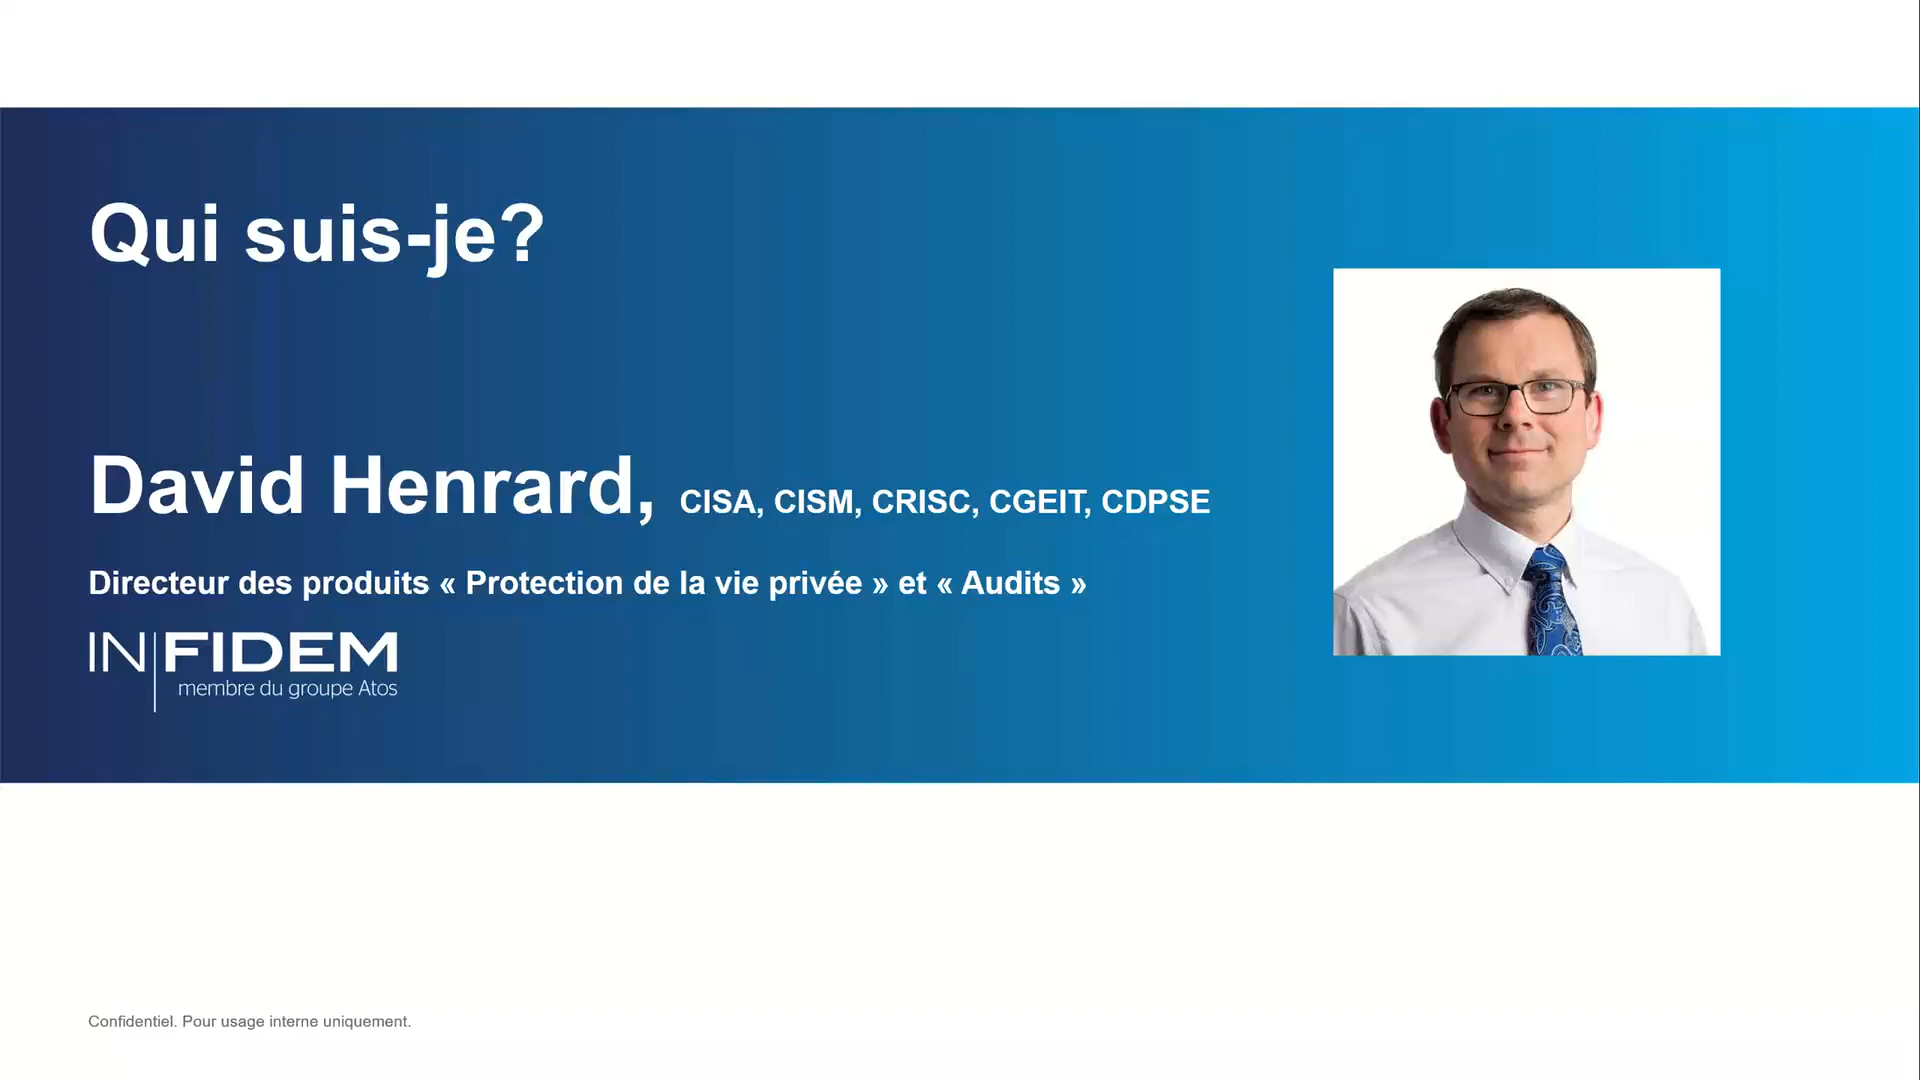 Qui suis-je?
David Henrard, CISA, CISM, CRISC, CGEIT, CDPSE
Directeur des produits « Protection de la vie privée » et « Audits »
IN|FIDEM
membre du groupe Atos
Confidentiel. Pour usage interne uniquement.